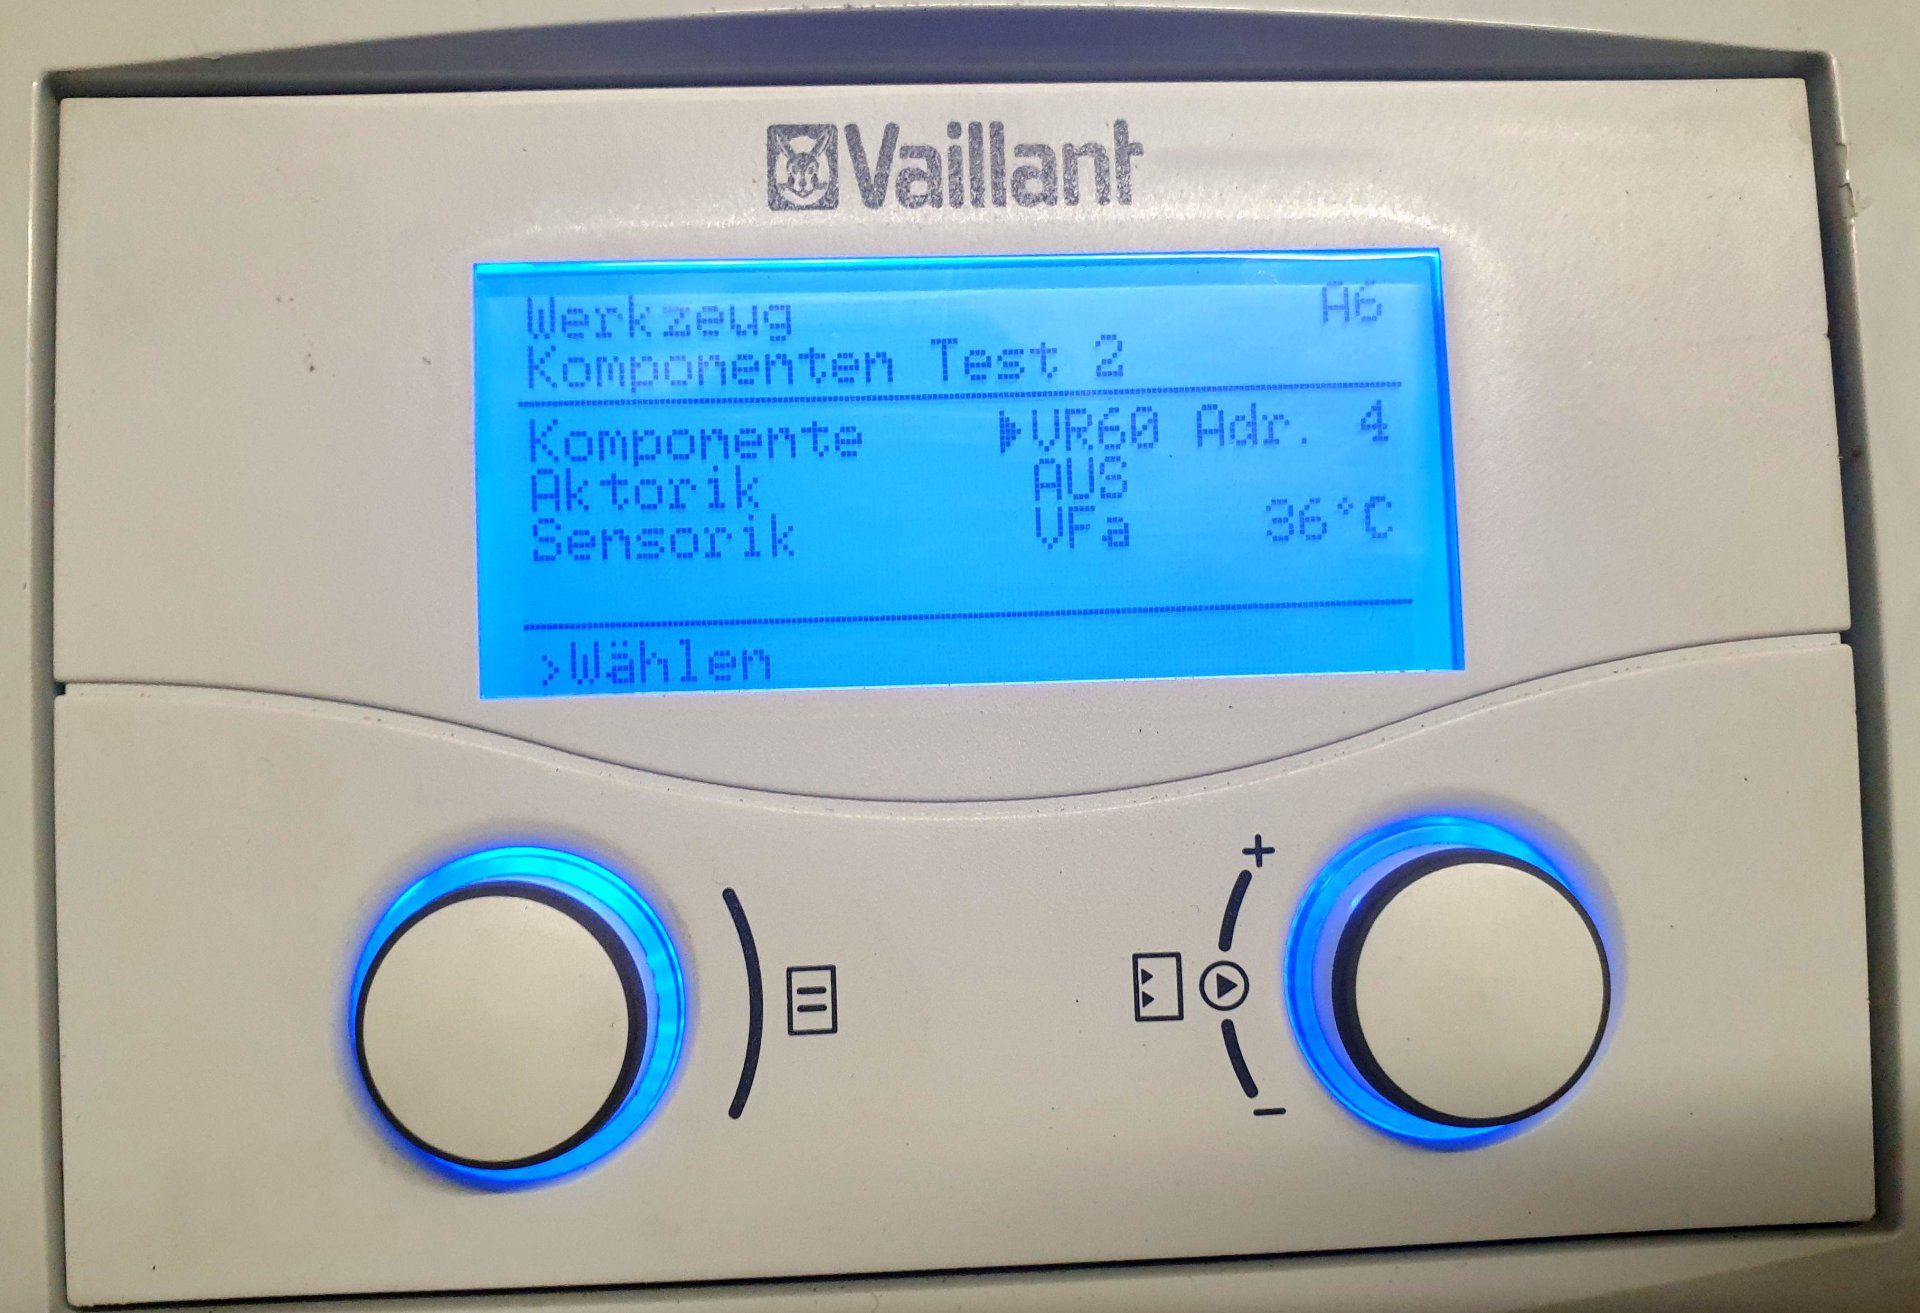 Vaillant
Werkzeug A6
Komponenten Test 2
Komponente VR60 Adr. 4
Aktorik AUS
Sensorik VFa 36°C
>Wählen
+
−